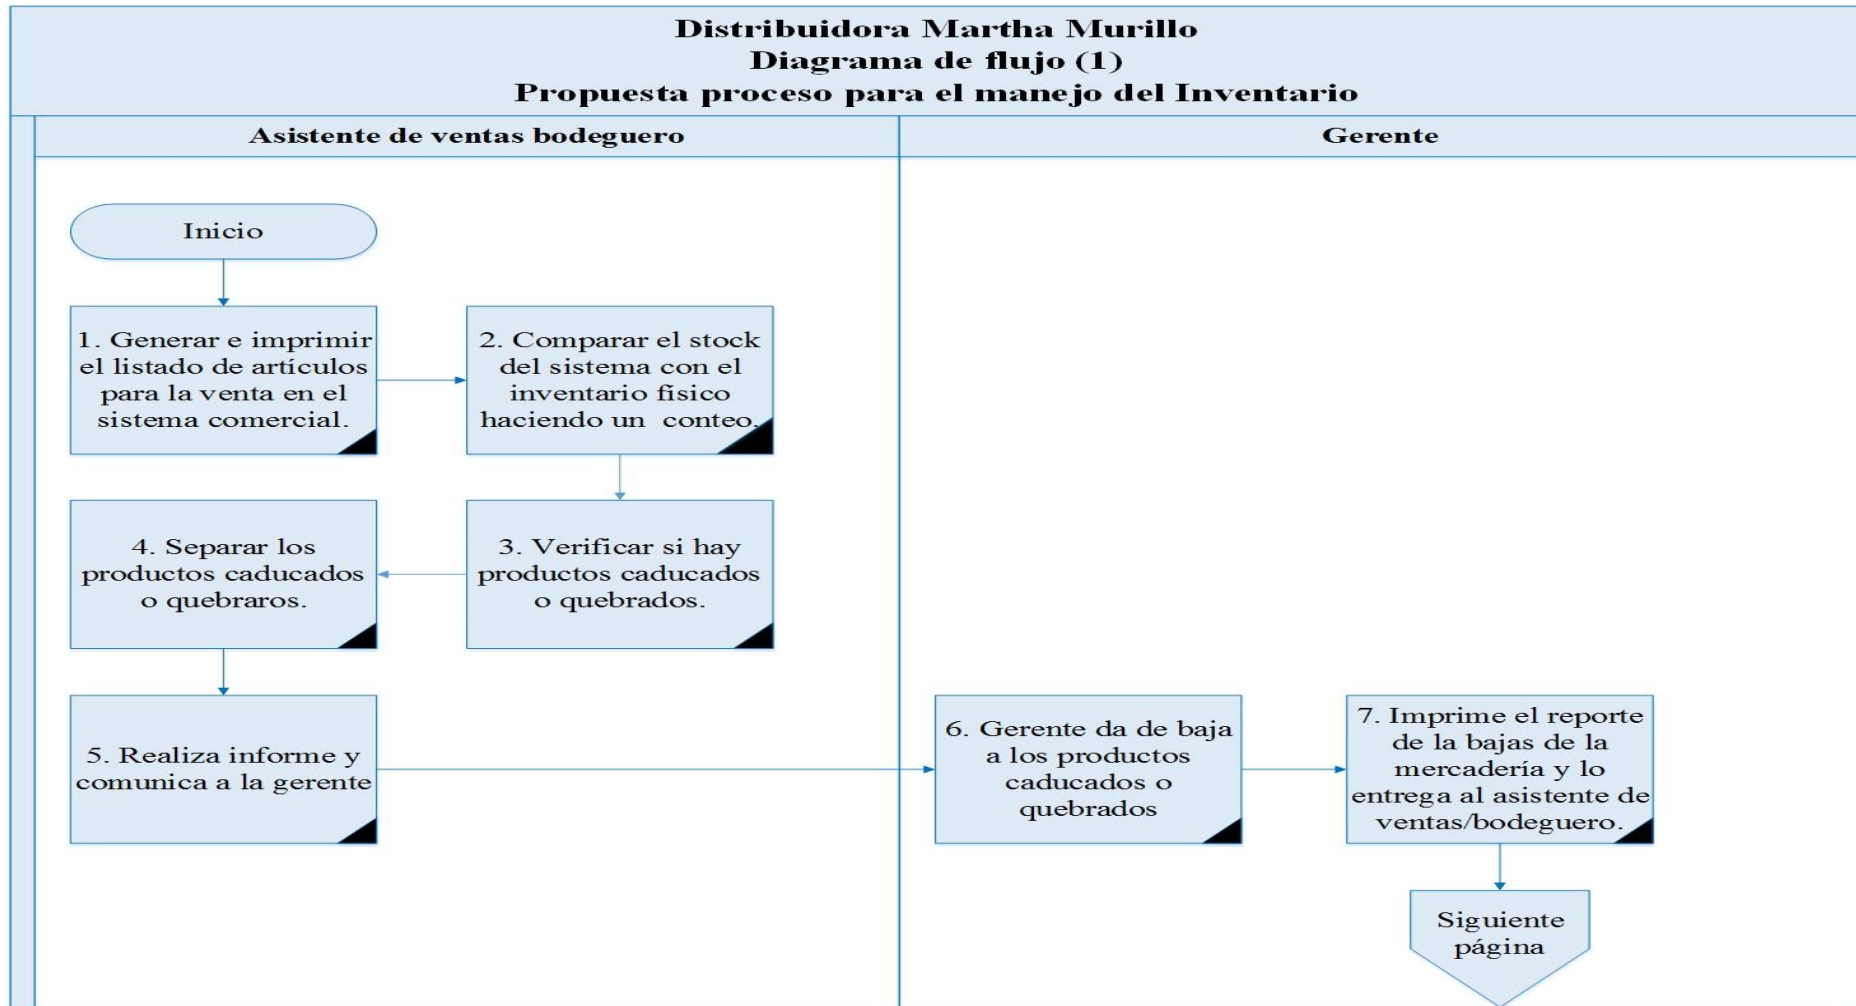 Distribuidora Martha Murillo
Diagrama de flujo (1)
Propuesta proceso para el manejo del Inventario
Asistente de ventas bodeguero
Gerente
Inicio
1. Generar e imprimir
el listado de artículos
para la venta en el
sistema comercial.
2. Comparar el stock
del sistema con el
inventario físico
haciendo un conteo.
3. Verificar si hay
productos caducados
o quebrados.
4. Separar los
productos caducados
o quebraros.
5. Realiza informe y
comunica a la gerente
6. Gerente da de baja
a los productos
caducados o
quebrados
7. Imprime el reporte
de la bajas de la
mercadería y lo
entrega al asistente de
ventas/bodeguero.
Siguiente
página